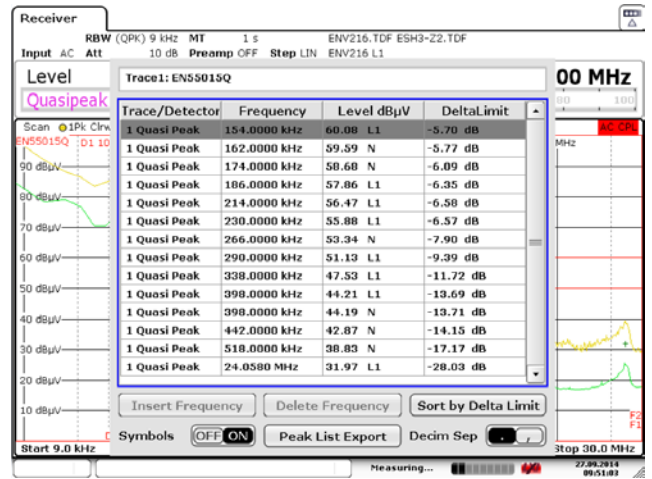 Receiver
RBW (QPK) 9 kHz MT 1 s ENV216.TDF ESH3-Z2.TDF
Input AC Att 10 dB Preamp OFF Step LIN ENV216 L1
Level
Trace1: EN55015Q
00 MHz
Quasipeak
80 100
Trace/Detector Frequency Level dBµV DeltaLimit
Scan 1Pk Clrw
AC CPL
EN55015Q D1 10
MHz
1 Quasi Peak 154.0000 kHz 60.08 L1 -5.70 dB
1 Quasi Peak 162.0000 kHz 59.59 N -5.77 dB
90 dBµV
1 Quasi Peak 174.0000 kHz 58.68 N -6.09 dB
1 Quasi Peak 186.0000 kHz 57.86 L1 -6.35 dB
80 dBµV
1 Quasi Peak 214.0000 kHz 56.47 L1 -6.58 dB
70 dBµV
1 Quasi Peak 230.0000 kHz 55.88 L1 -6.57 dB
1 Quasi Peak 266.0000 kHz 53.34 N -7.90 dB
60 dBµV
1 Quasi Peak 290.0000 kHz 51.13 L1 -9.39 dB
1 Quasi Peak 338.0000 kHz 47.53 L1 -11.72 dB
50 dBµV
1 Quasi Peak 398.0000 kHz 44.21 L1 -13.69 dB
40 dBµV
1 Quasi Peak 398.0000 kHz 44.19 N -13.71 dB
1 Quasi Peak 442.0000 kHz 42.87 N -14.15 dB
30 dBµV
1 Quasi Peak 518.0000 kHz 38.83 N -17.17 dB
1 Quasi Peak 24.0580 MHz 31.97 L1 -28.03 dB
20 dBµV
10 dBµV
Insert Frequency Delete Frequency Sort by Delta Limit
F2
F1
Symbols OFF ON Peak List Export Decim Sep . ,
Start 9.0 kHz
Stop 30.0 MHz
Measuring...
27.09.2014
09:51:03